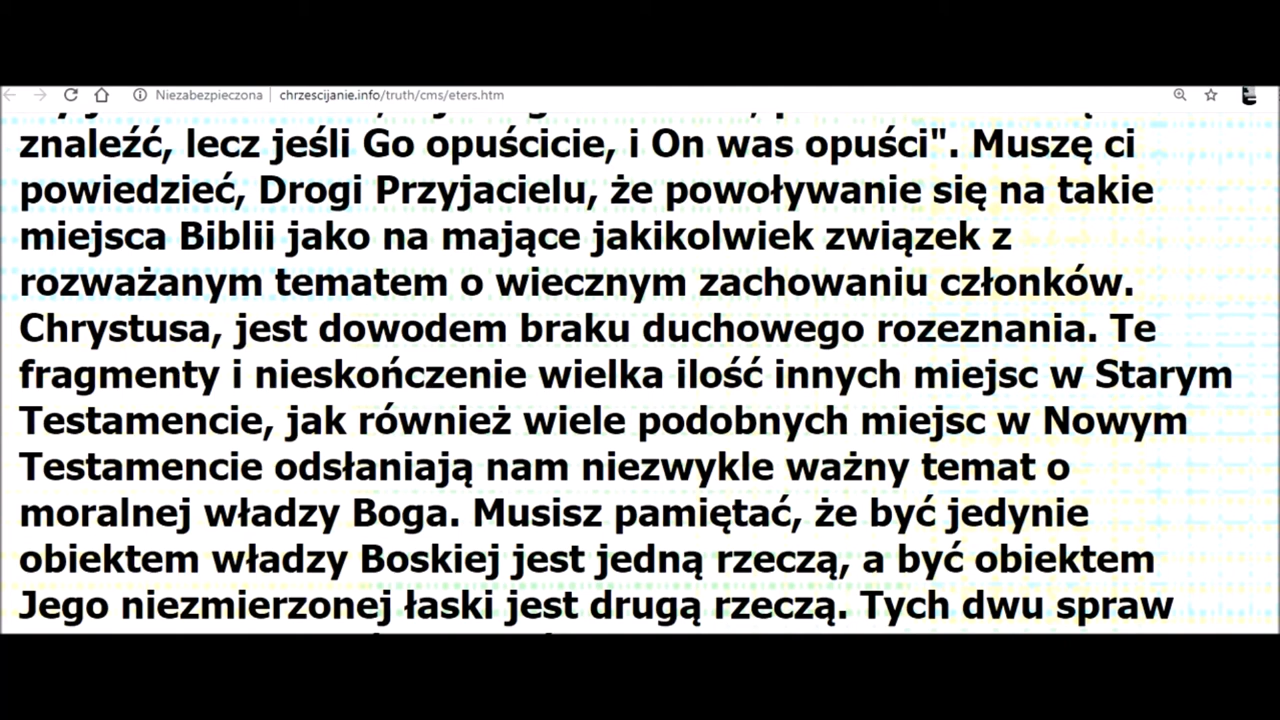 Niezabezpieczona chrzescijanie.info/truth/cms/eters.htm
znaleźć, lecz jeśli Go opuścicie, i On was opuści". Muszę ci
powiedzieć, Drogi Przyjacielu, że powoływanie się na takie
miejsca Biblii jako na mające jakikolwiek związek z
rozważanym tematem o wiecznym zachowaniu członków.
Chrystusa, jest dowodem braku duchowego rozeznania. Te
fragmenty i nieskończenie wielka ilość innych miejsc w Starym
Testamencie, jak również wiele podobnych miejsc w Nowym
Testamencie odsłaniają nam niezwykle ważny temat o
moralnej władzy Boga. Musisz pamiętać, że być jedynie
obiektem władzy Boskiej jest jedną rzeczą, a być obiektem
Jego niezmierzonej łaski jest drugą rzeczą. Tych dwu spraw